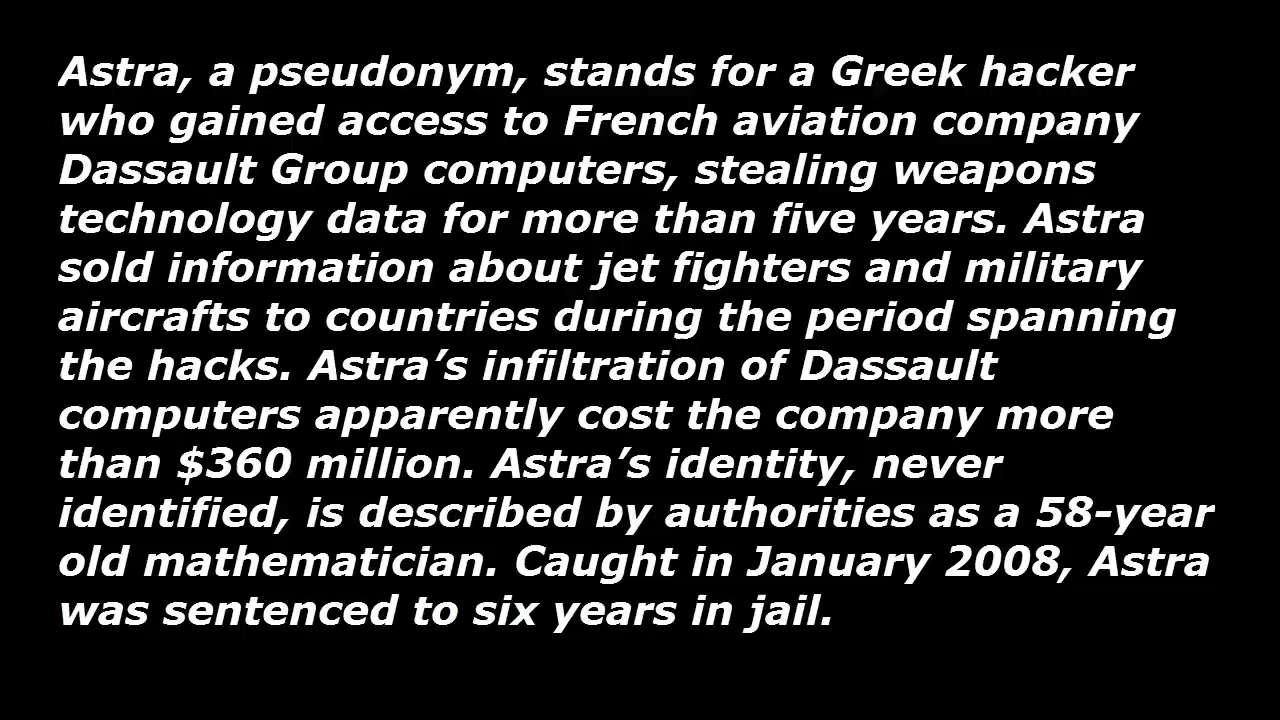 Astra, a pseudonym, stands for a Greek hacker
who gained access to French aviation company
Dassault Group computers, stealing weapons
technology data for more than five years. Astra
sold information about jet fighters and military
aircrafts to countries during the period spanning
the hacks. Astra’s infiltration of Dassault
computers apparently cost the company more
than $360 million. Astra’s identity, never
identified, is described by authorities as a 58-year
old mathematician. Caught in January 2008, Astra
was sentenced to six years in jail.